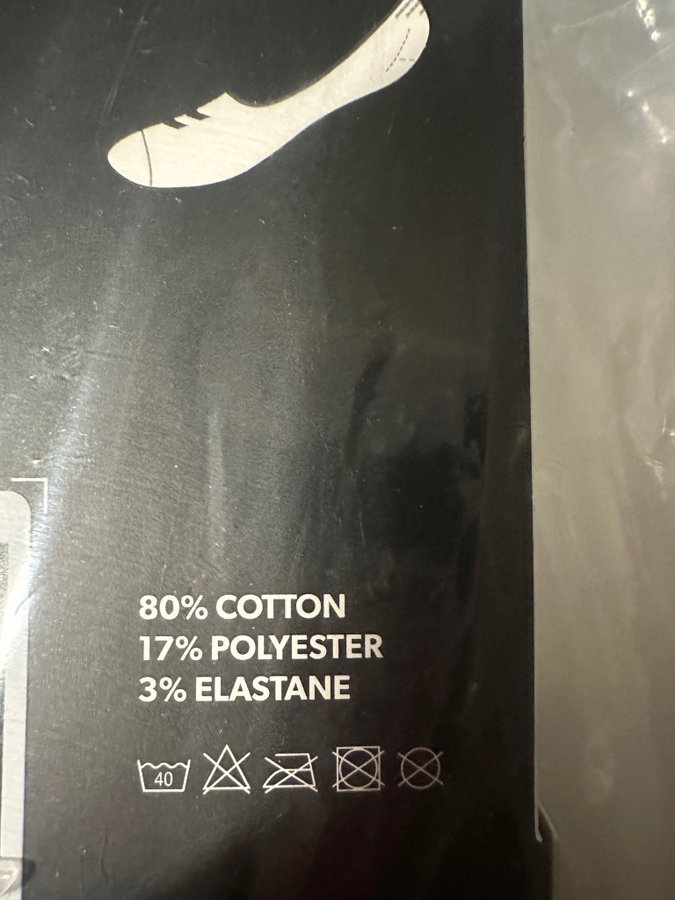 80% COTTON
17% POLYESTER
3% ELASTANE
40